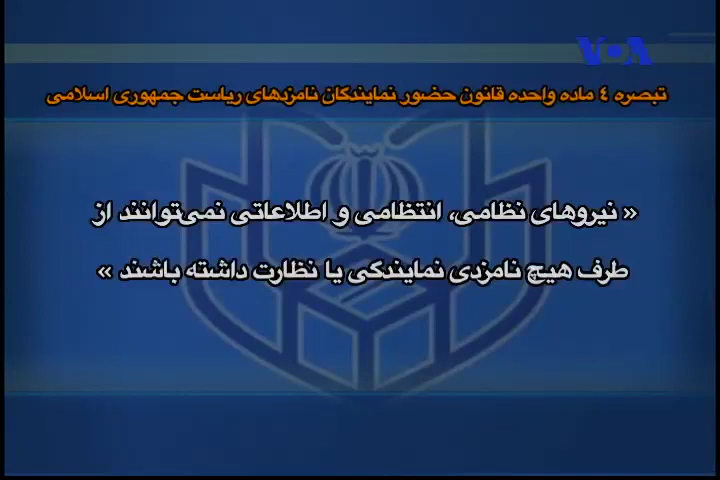 VOA
تبصره ٤ ماده واحده قانون حضور نمایندگان نامزدهای ریاست جمهوری اسلامی
« نیروهای نظامی، انتظامی و اطلاعاتی نمی‌توانند از
طرف هیچ نامزدی نمایندگی یا نظارت داشته باشند »